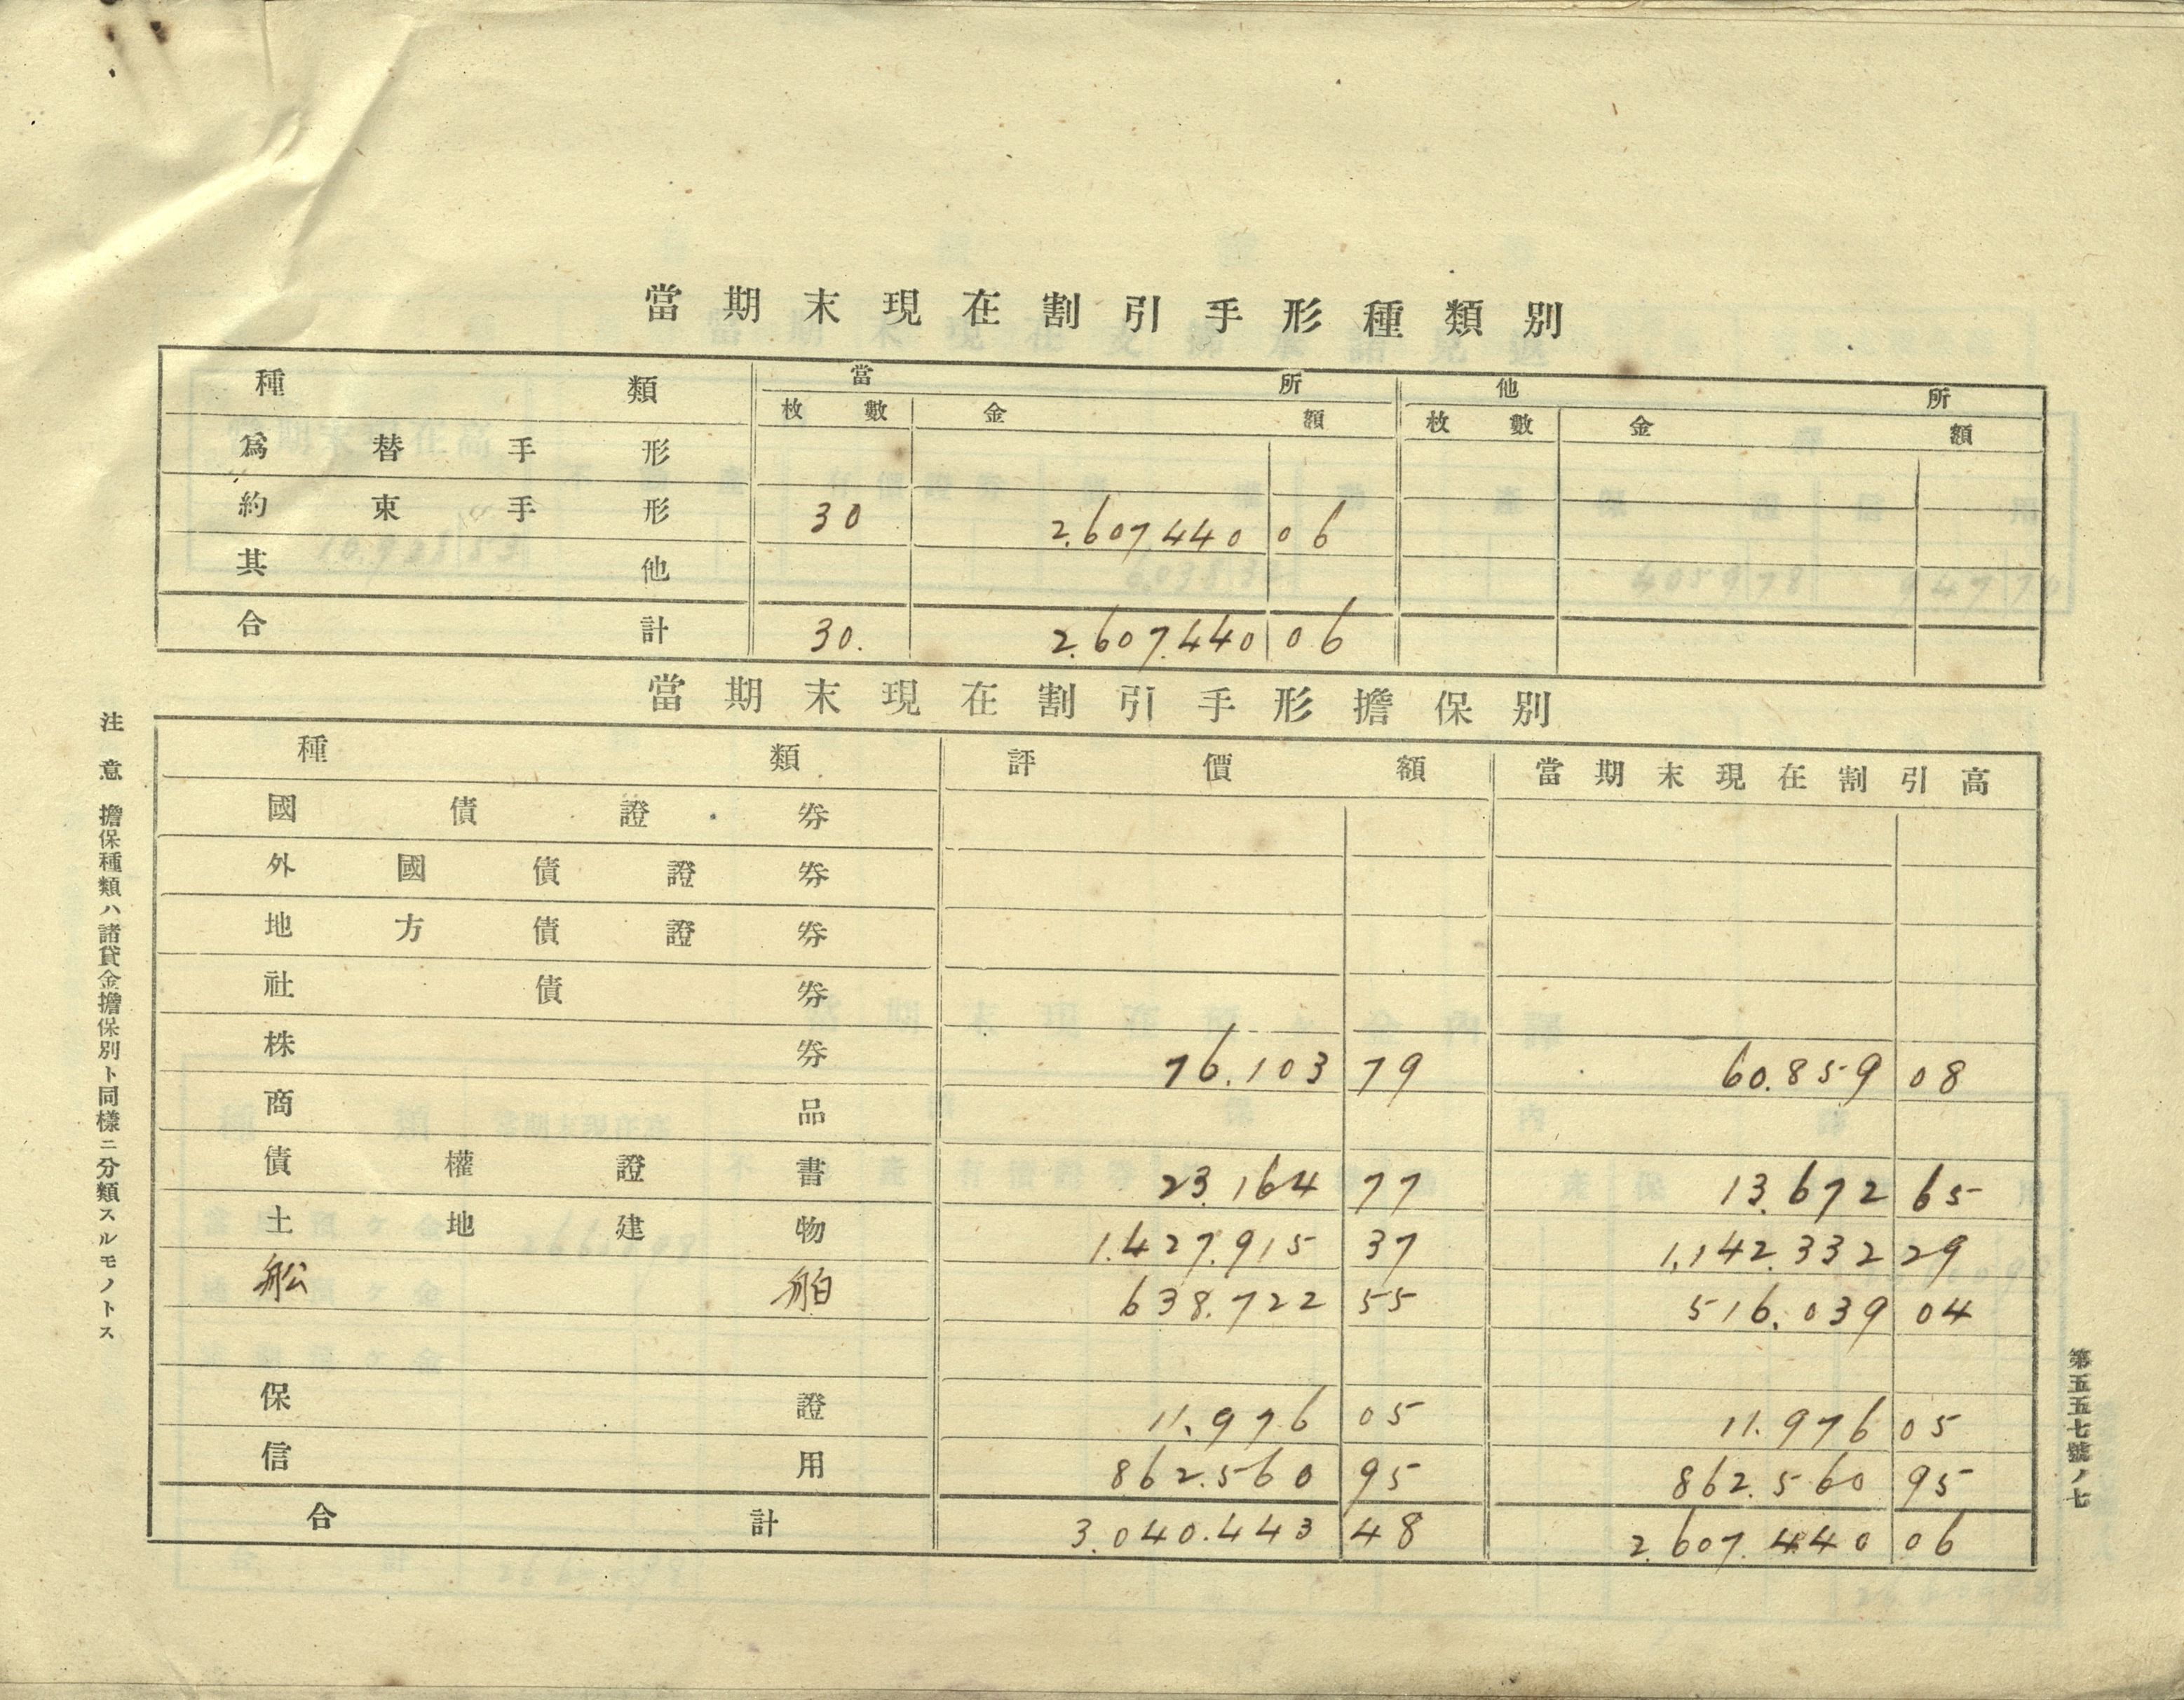 當期末現在割引手形種類別
種類 當所 他所
枚數 金額 枚數 金額
爲替手形
約束手形 30 2.607.440 06
其他
合計 30. 2.607.440 06
當期末現在割引手形擔保別
種類 評價額 當期末現在割引高
國債證券
外國債證券
地方債證券
社債券
株券 76.103 79 60.859 08
商品
債權證書 23.164 77 13.672 65
土地建物 1.427.915 37 1.142.332 29
舩舶 638.722 55 516.039 04
保證 11.976 05 11.976 05
信用 862.560 95 862.560 95
合計 3.040.443 48 2.607.440 06
注意 擔保種類ハ諸貸金擔保別ト同樣ニ分類スルモノトス
第五五七號ノ七